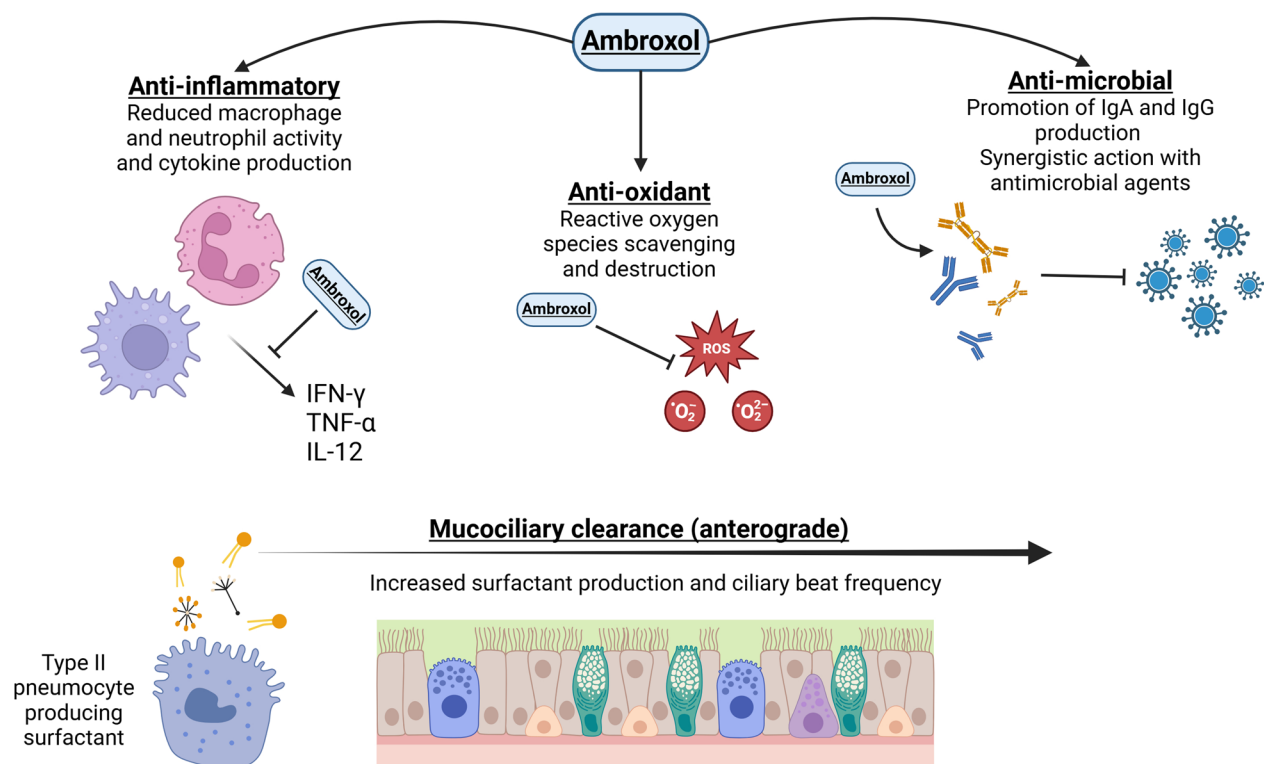 Ambroxol
Anti-inflammatory
Reduced macrophage
and neutrophil activity
and cytokine production
Ambroxol
IFN-γ
TNF-α
IL-12
Anti-oxidant
Reactive oxygen
species scavenging
and destruction
Ambroxol
ROS
•O₂⁻
•O₂²⁻
Anti-microbial
Promotion of IgA and IgG
production
Synergistic action with
antimicrobial agents
Ambroxol
Mucociliary clearance (anterograde)
Increased surfactant production and ciliary beat frequency
Type II
pneumocyte
producing
surfactant